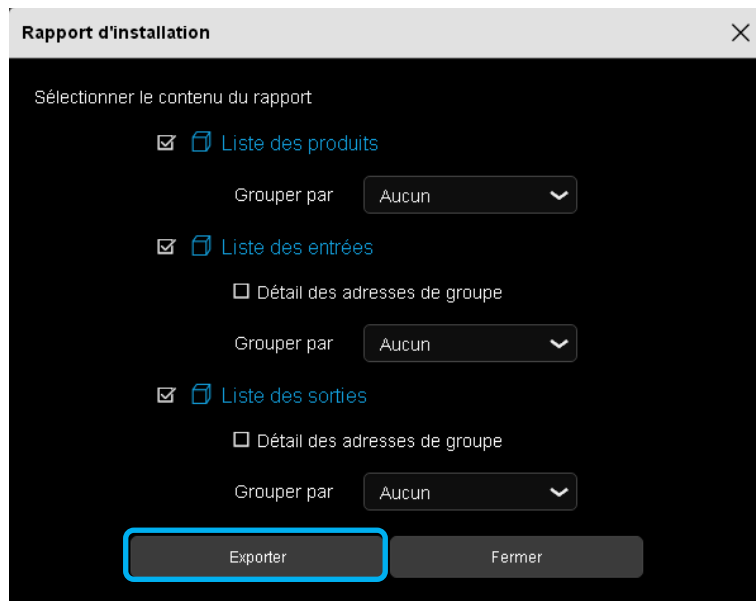 Rapport d'installation
Sélectionner le contenu du rapport
Liste des produits
Grouper par Aucun
Liste des entrées
Détail des adresses de groupe
Grouper par Aucun
Liste des sorties
Détail des adresses de groupe
Grouper par Aucun
Exporter Fermer